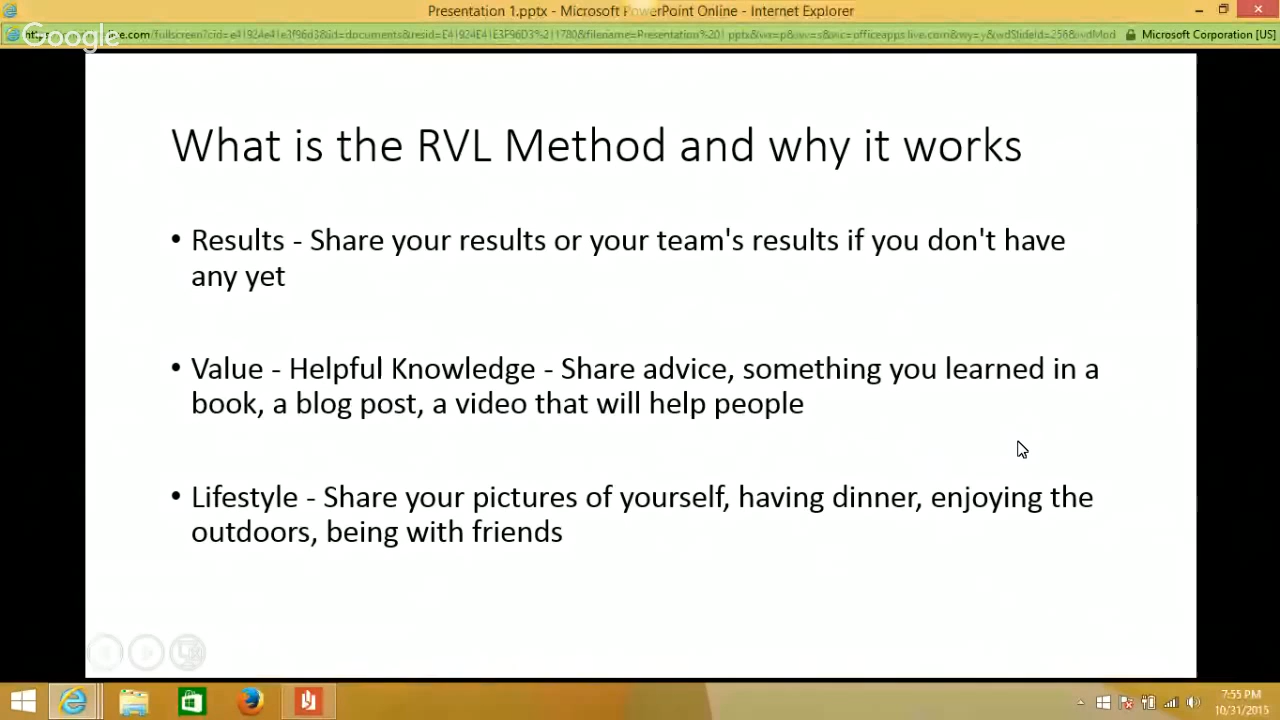 Presentation 1.pptx - Microsoft PowerPoint Online - Internet Explorer
Google
Microsoft Corporation [US]
What is the RVL Method and why it works
• Results - Share your results or your team's results if you don't have
any yet
• Value - Helpful Knowledge - Share advice, something you learned in a
book, a blog post, a video that will help people
• Lifestyle - Share your pictures of yourself, having dinner, enjoying the
outdoors, being with friends
7:55 PM
10/31/2015